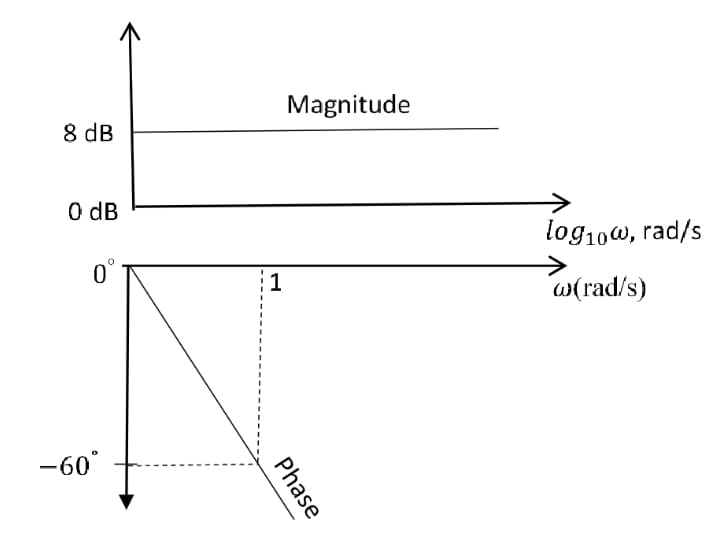 Magnitude
8 dB
0 dB
log₁₀ω, rad/s
0°
1
ω(rad/s)
−60°
Phase